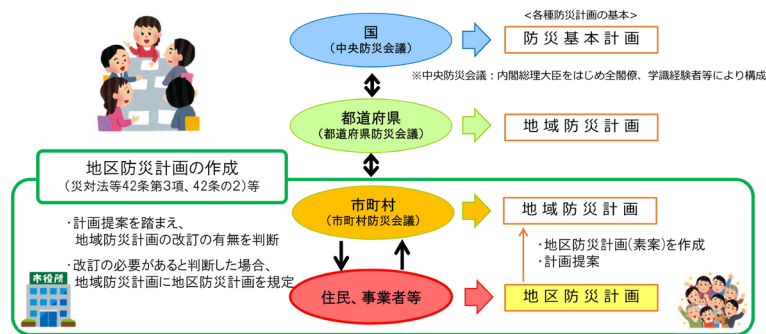 <各種防災計画の基本>
国
(中央防災会議)
防災基本計画
※中央防災会議：内閣総理大臣をはじめ全閣僚、学識経験者等により構成
都道府県
(都道府県防災会議)
地域防災計画
地区防災計画の作成
(災対法等42条第3項、42条の2)等
市町村
(市町村防災会議)
地域防災計画
・計画提案を踏まえ、
地域防災計画の改訂の有無を判断
・改訂の必要があると判断した場合、
地域防災計画に地区防災計画を規定
・地区防災計画(素案)を作成
・計画提案
市役所
住民、事業者等
地区防災計画